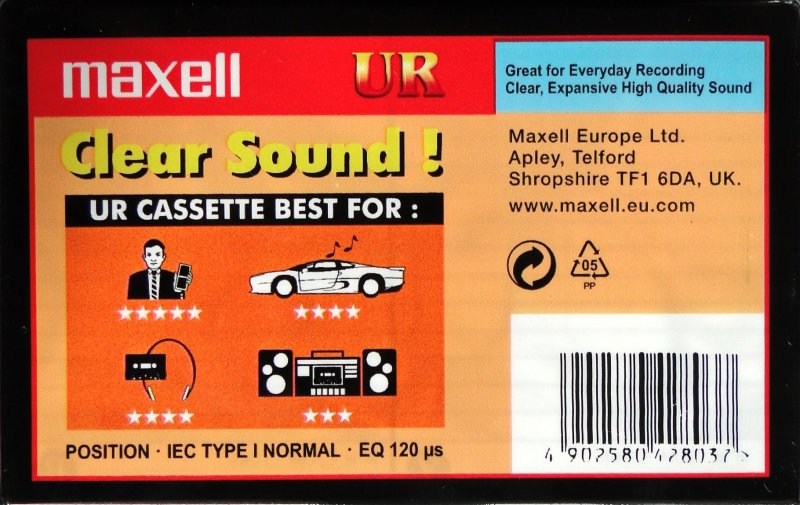 maxell UR
Great for Everyday Recording
Clear, Expansive High Quality Sound
Clear Sound !
UR CASSETTE BEST FOR :
POSITION · IEC TYPE I NORMAL · EQ 120 µs
Maxell Europe Ltd.
Apley, Telford
Shropshire TF1 6DA, UK.
www.maxell.eu.com
05
PP
4 902580 428037 >